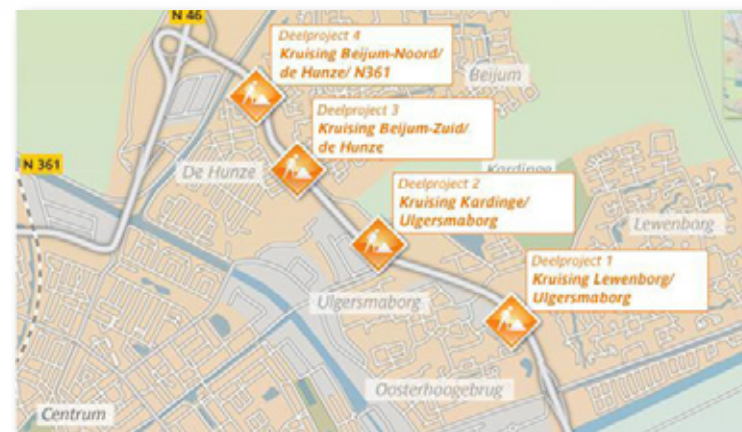 N 46
Deelproject 4
Kruising Beijum-Noord/
de Hunze/ N361
Beijum
Deelproject 3
Kruising Beijum-Zuid/
de Hunze
N 361
De Hunze
Kardinge
Deelproject 2
Kruising Kardinge/
Ulgersmaborg
Lewenborg
Deelproject 1
Kruising Lewenborg/
Ulgersmaborg
Ulgersmaborg
Oosterhoogebrug
Centrum